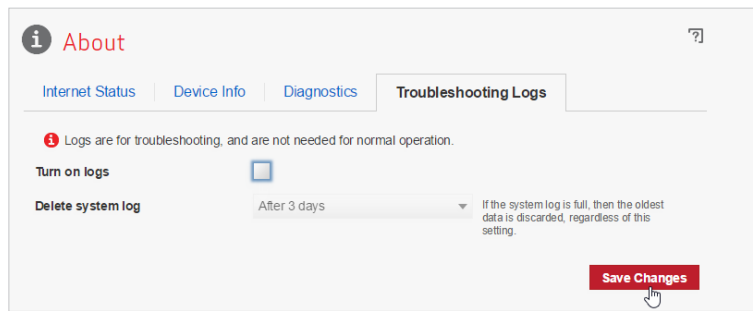 About
Internet Status Device Info Diagnostics Troubleshooting Logs
Logs are for troubleshooting, and are not needed for normal operation.
Turn on logs
Delete system log After 3 days If the system log is full, then the oldest
data is discarded, regardless of this
setting.
Save Changes